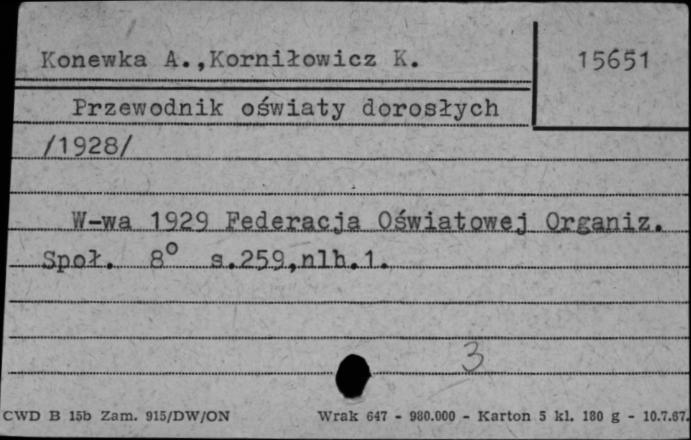 Konewka A.,Korniłowicz K.
15651
Przewodnik oświaty dorosłych
/1928/
W-wa 1929 Federacja Oświatowej Organiz.
Społ. 8° s.259,nlb.1.
3
CWD B 15b Zam. 915/DW/ON Wrak 647 - 980.000 - Karton 5 kl. 180 g - 10.7.67.